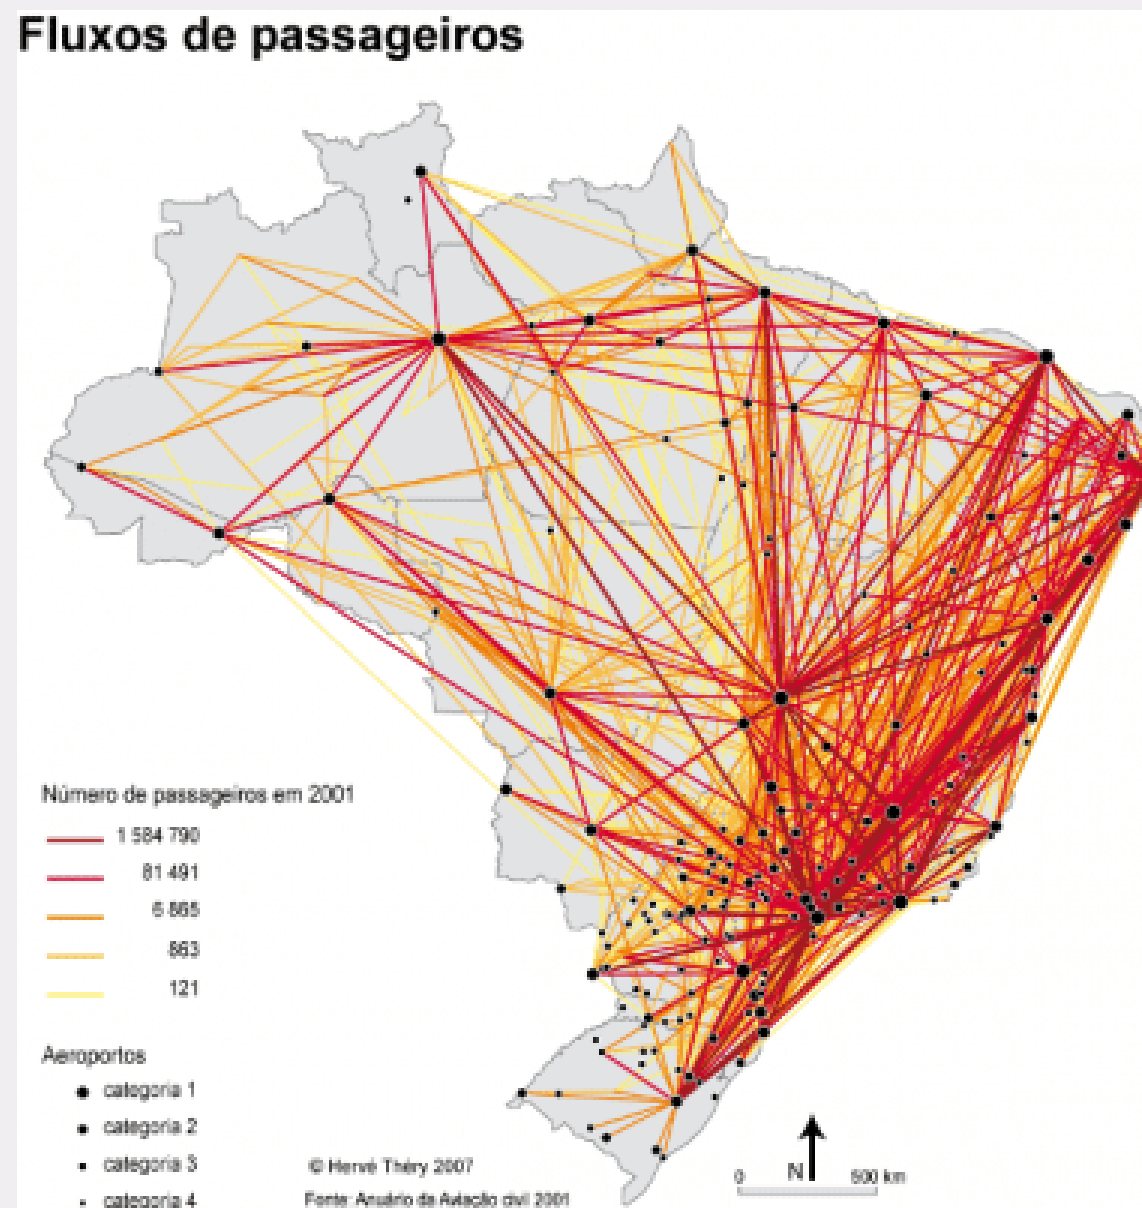 Fluxos de passageiros
Número de passageiros em 2001
1 584 790
81 491
6 865
863
121
Aeroportos
categoria 1
categoria 2
categoria 3
categoria 4
© Hervé Théry 2007
Fonte: Anuário da Aviação civil 2001
0 N 500 km